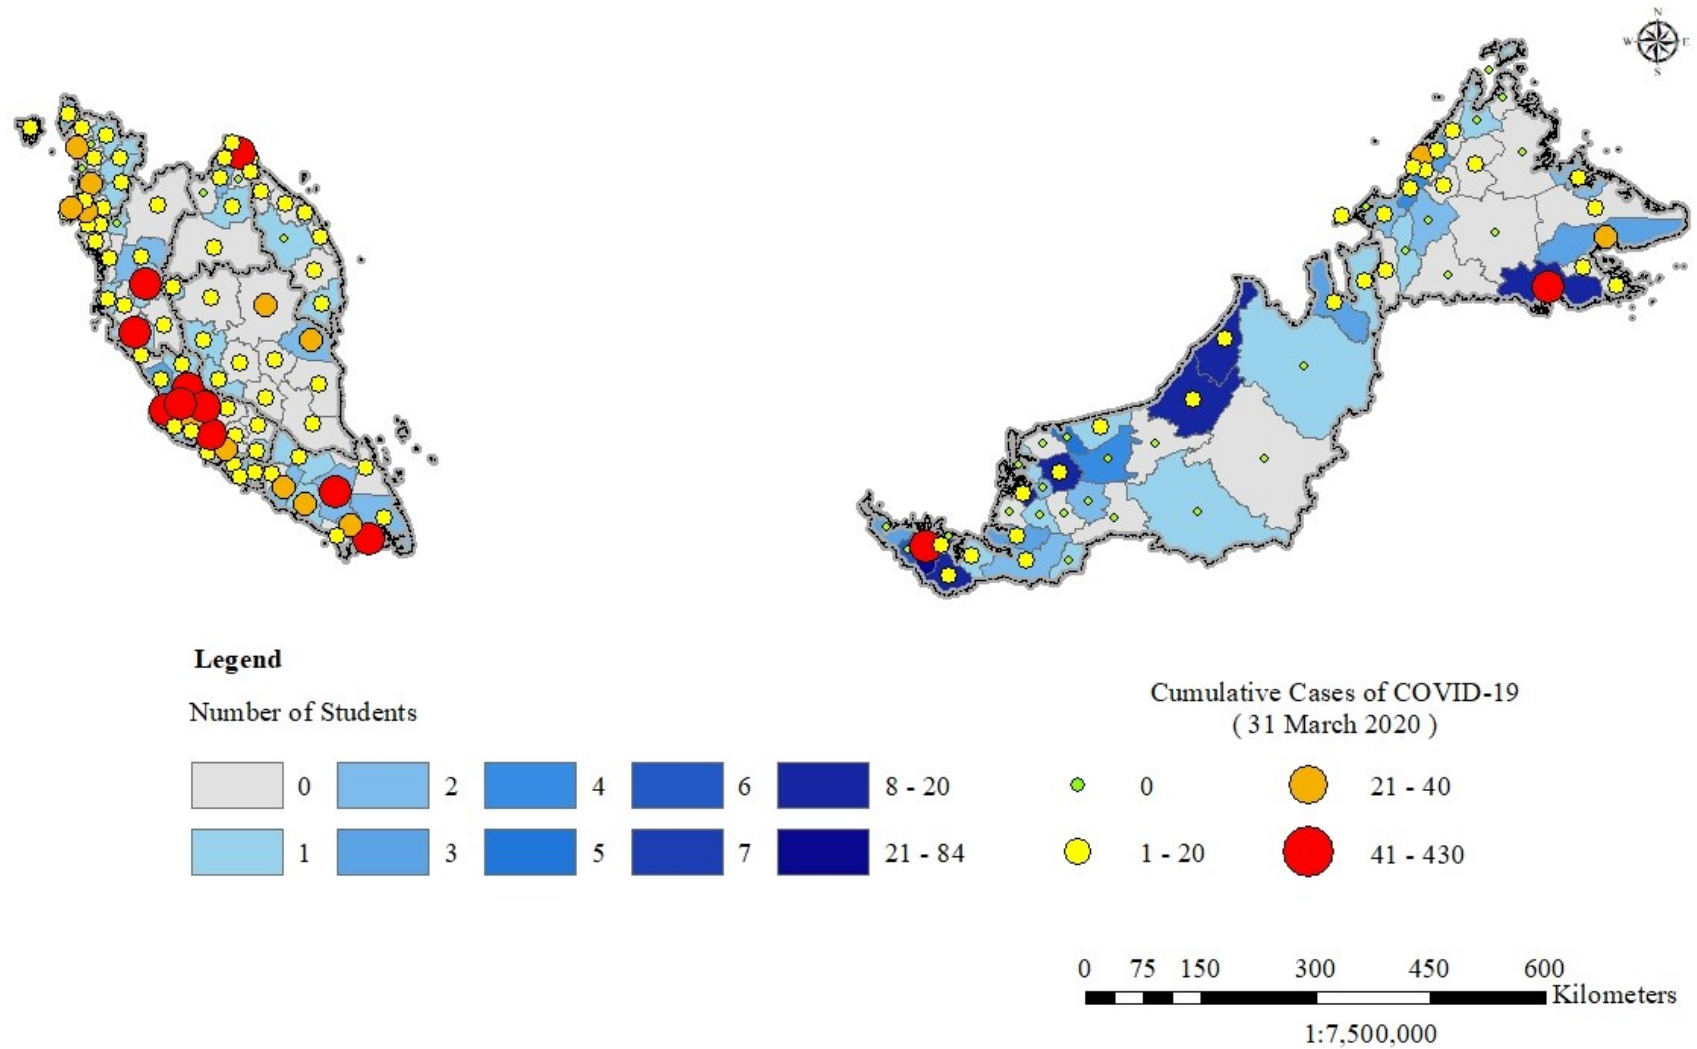 N
W E
S
Legend
Number of Students
0 2 4 6 8 - 20
1 3 5 7 21 - 84
Cumulative Cases of COVID-19
( 31 March 2020 )
0 21 - 40
1 - 20 41 - 430
0 75 150 300 450 600
Kilometers
1:7,500,000